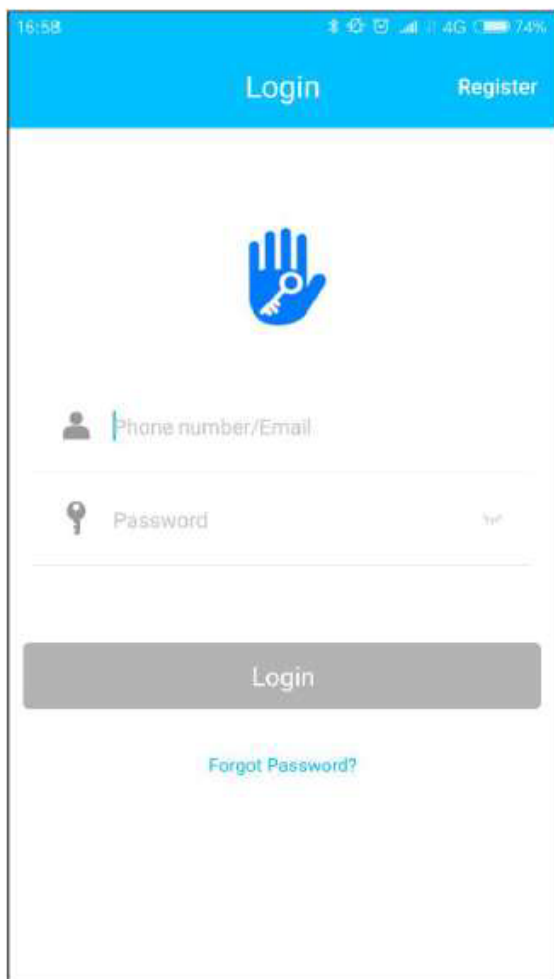 16:58 4G 74%
Login Register
Phone number/Email
Password
Login
Forgot Password?